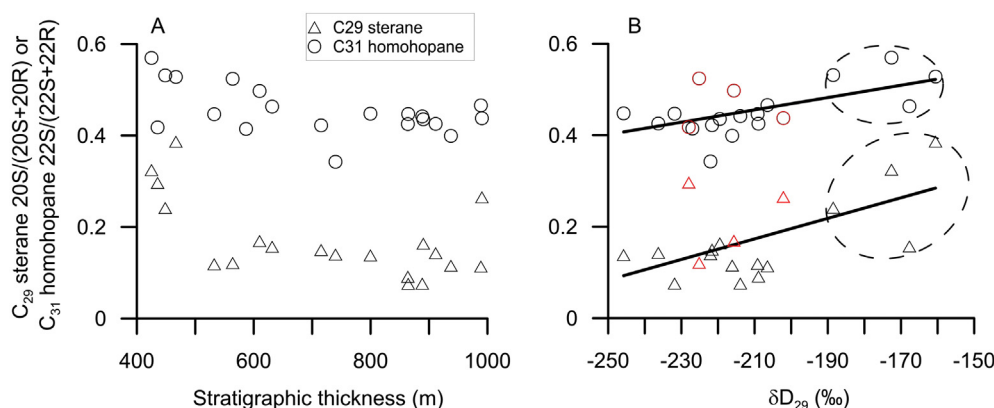 C29 sterane 20S/(20S+20R) or
C31 homohopane 22S/(22S+22R)
A
C29 sterane
C31 homohopane
0.6
0.4
0.2
0
400 600 800 1000
Stratigraphic thickness (m)
B
0.6
0.4
0.2
0
-250 -230 -210 -190 -170 -150
δD29 (‰)